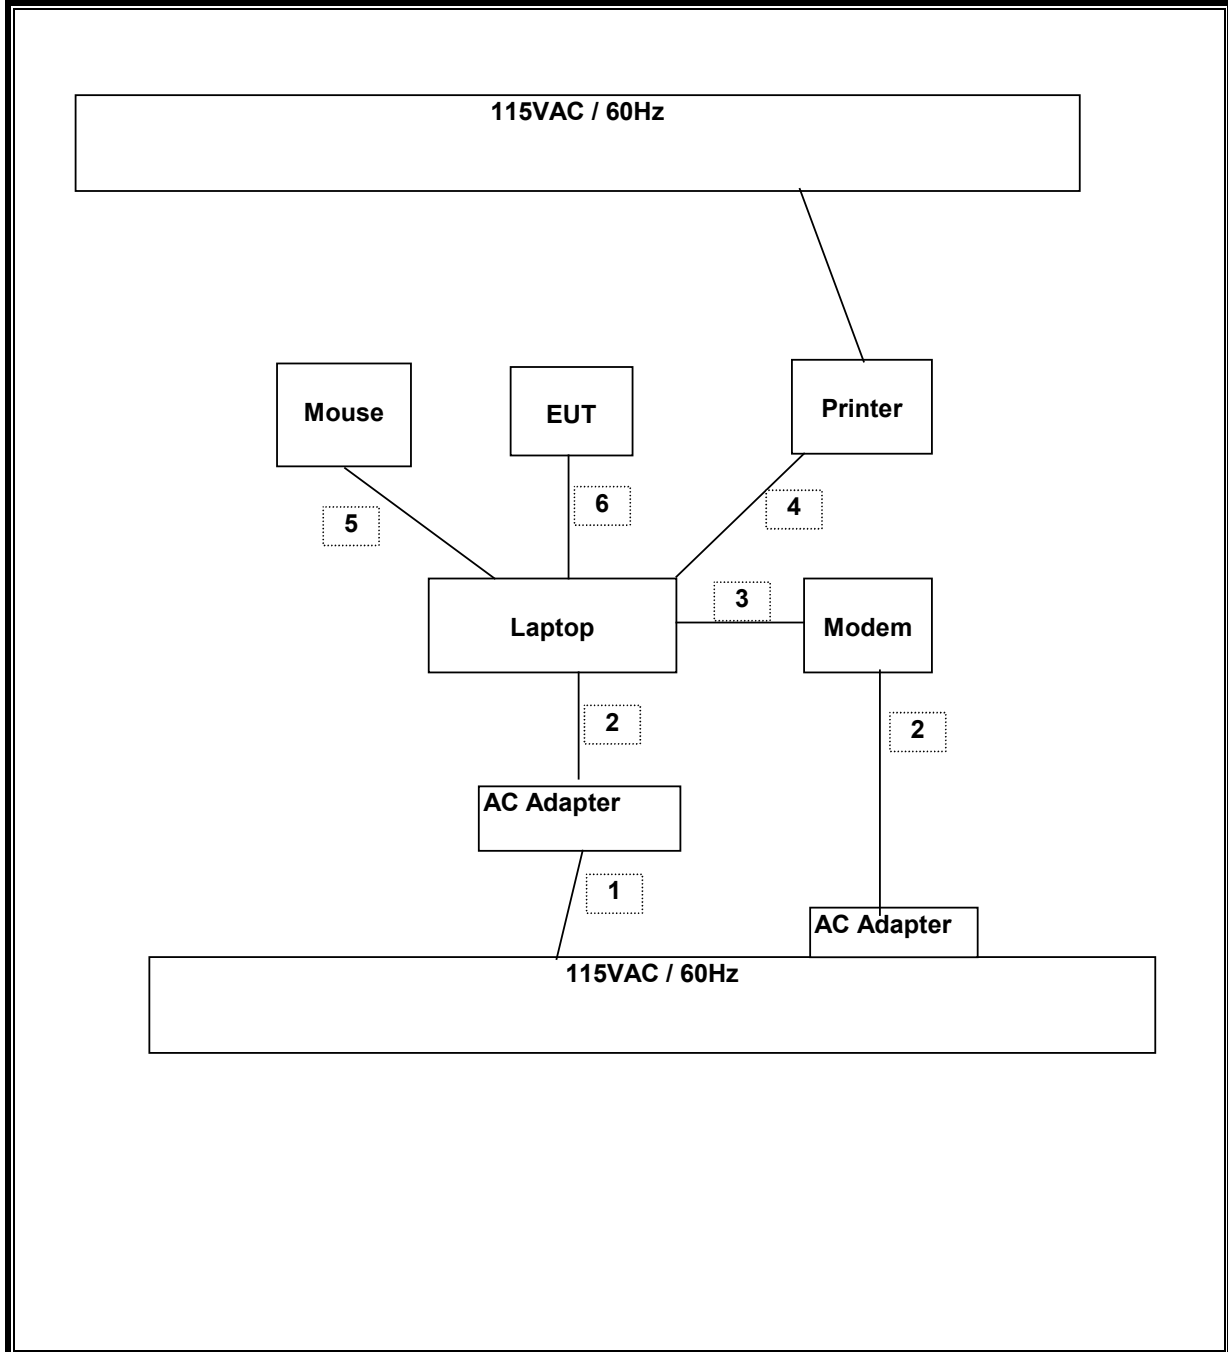 115VAC / 60Hz
Mouse
EUT
Printer
5
6
4
Laptop
3
Modem
2
2
AC Adapter
1
AC Adapter
115VAC / 60Hz